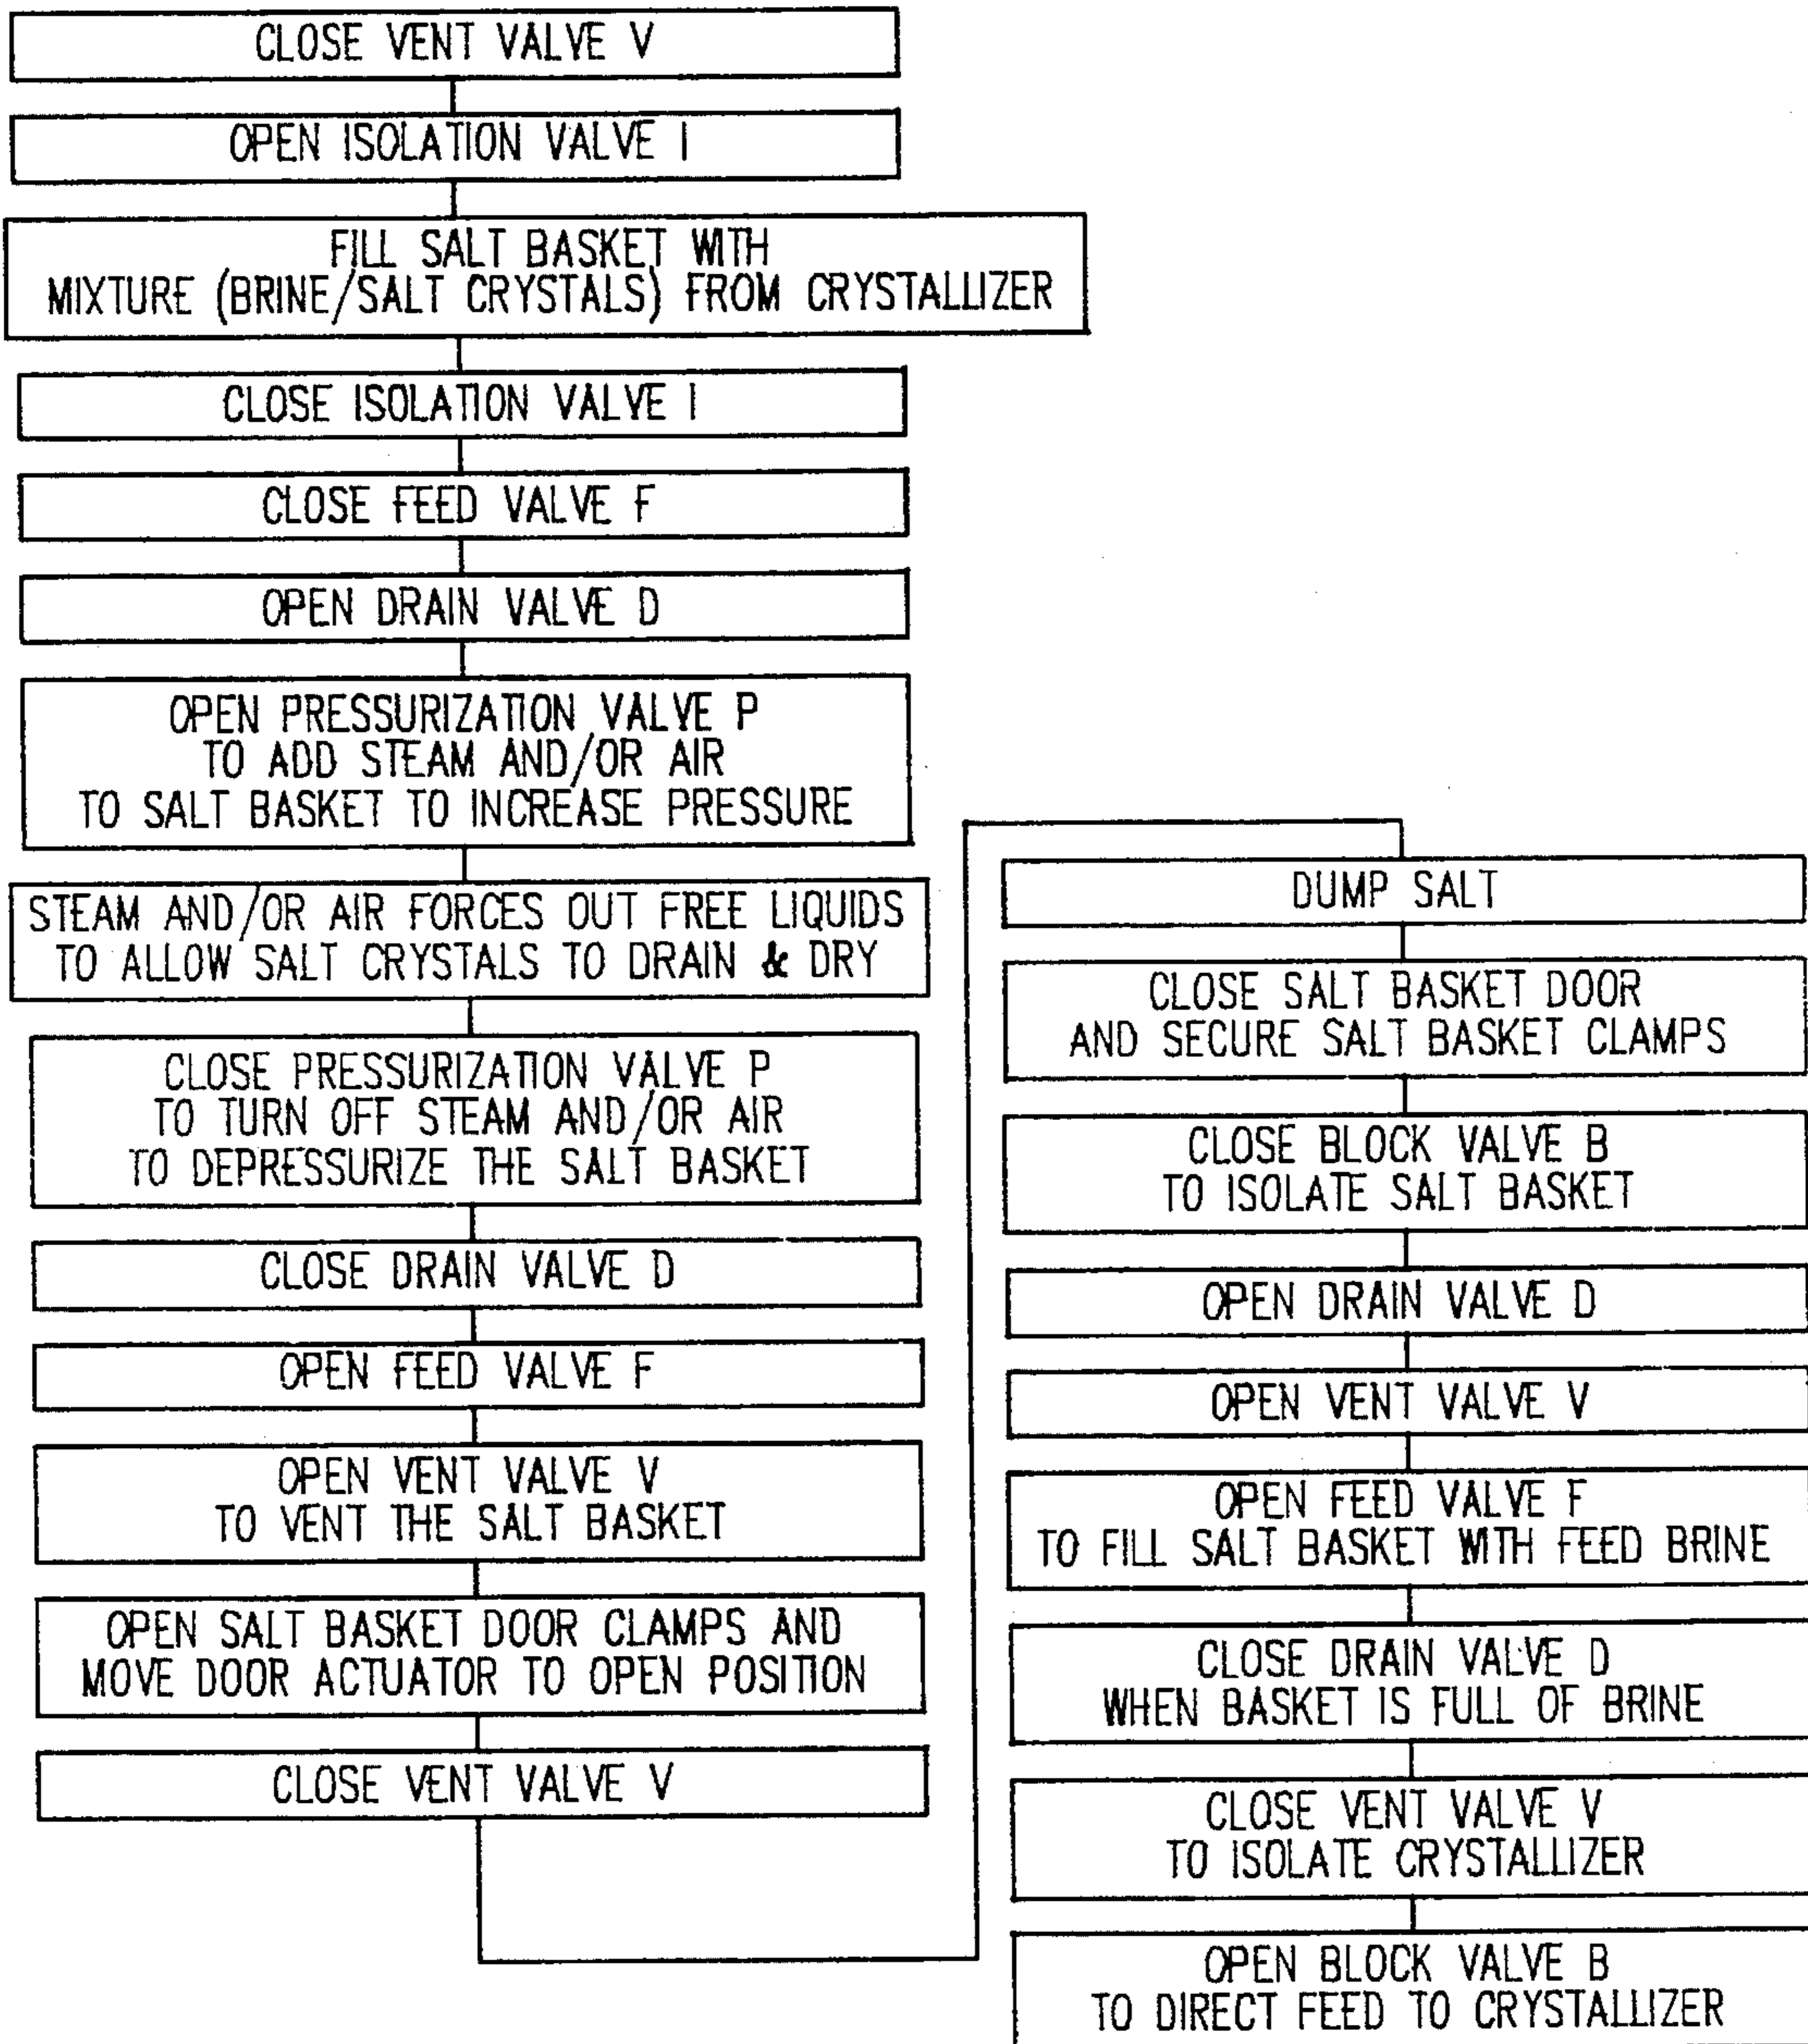 CLOSE VENT VALVE V
OPEN ISOLATION VALVE I
FILL SALT BASKET WITH
MIXTURE (BRINE/SALT CRYSTALS) FROM CRYSTALLIZER
CLOSE ISOLATION VALVE I
CLOSE FEED VALVE F
OPEN DRAIN VALVE D
OPEN PRESSURIZATION VALVE P
TO ADD STEAM AND/OR AIR
TO SALT BASKET TO INCREASE PRESSURE
STEAM AND/OR AIR FORCES OUT FREE LIQUIDS
TO ALLOW SALT CRYSTALS TO DRAIN & DRY
CLOSE PRESSURIZATION VALVE P
TO TURN OFF STEAM AND/OR AIR
TO DEPRESSURIZE THE SALT BASKET
CLOSE DRAIN VALVE D
OPEN FEED VALVE F
OPEN VENT VALVE V
TO VENT THE SALT BASKET
OPEN SALT BASKET DOOR CLAMPS AND
MOVE DOOR ACTUATOR TO OPEN POSITION
CLOSE VENT VALVE V
DUMP SALT
CLOSE SALT BASKET DOOR
AND SECURE SALT BASKET CLAMPS
CLOSE BLOCK VALVE B
TO ISOLATE SALT BASKET
OPEN DRAIN VALVE D
OPEN VENT VALVE V
OPEN FEED VALVE F
TO FILL SALT BASKET WITH FEED BRINE
CLOSE DRAIN VALVE D
WHEN BASKET IS FULL OF BRINE
CLOSE VENT VALVE V
TO ISOLATE CRYSTALLIZER
OPEN BLOCK VALVE B
TO DIRECT FEED TO CRYSTALLIZER